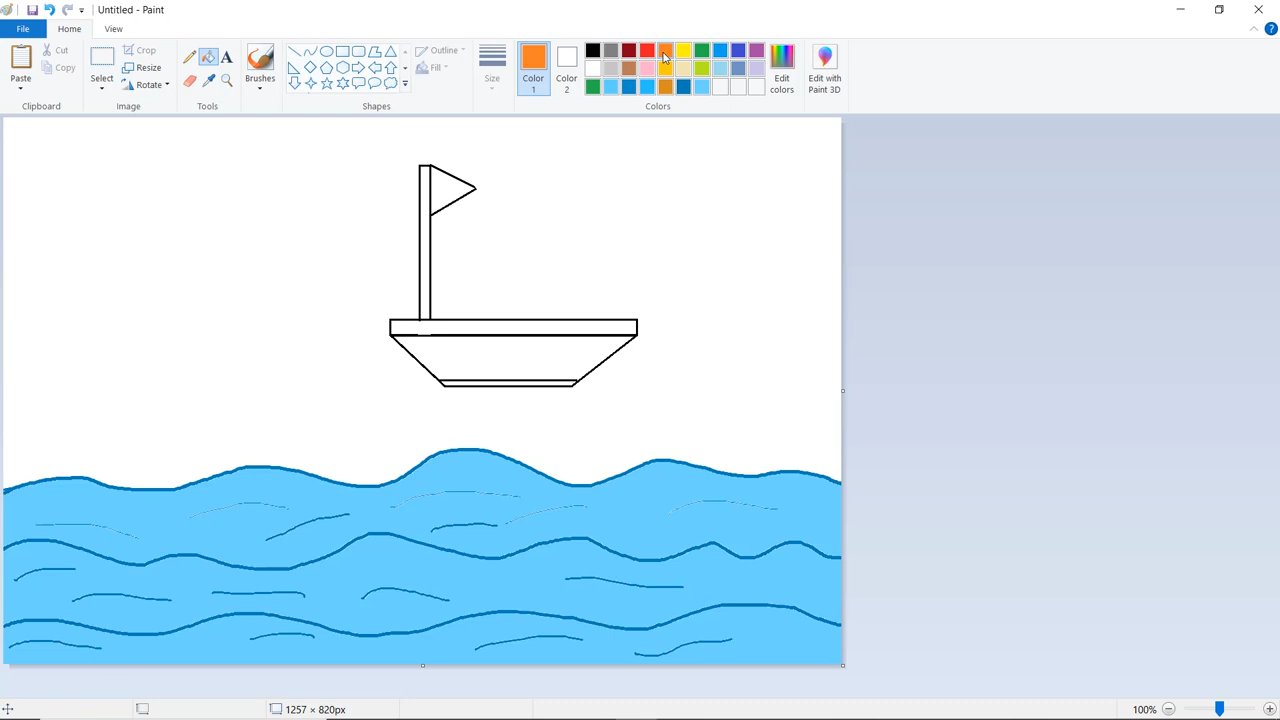 Untitled - Paint
File Home View
Paste
Cut
Copy
Clipboard
Select
Crop
Resize
Rotate
Image
A
Tools
Brushes
Shapes
Outline
Fill
Size
Color
1
Color
2
Colors
Edit
colors
Edit with
Paint 3D
1257 × 820px
100%